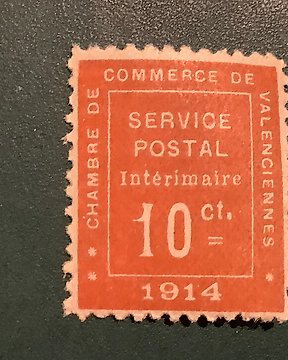 CHAMBRE DE
COMMERCE DE
VALENCIENNES
SERVICE
POSTAL
Intérimaire
10 ct.
1914